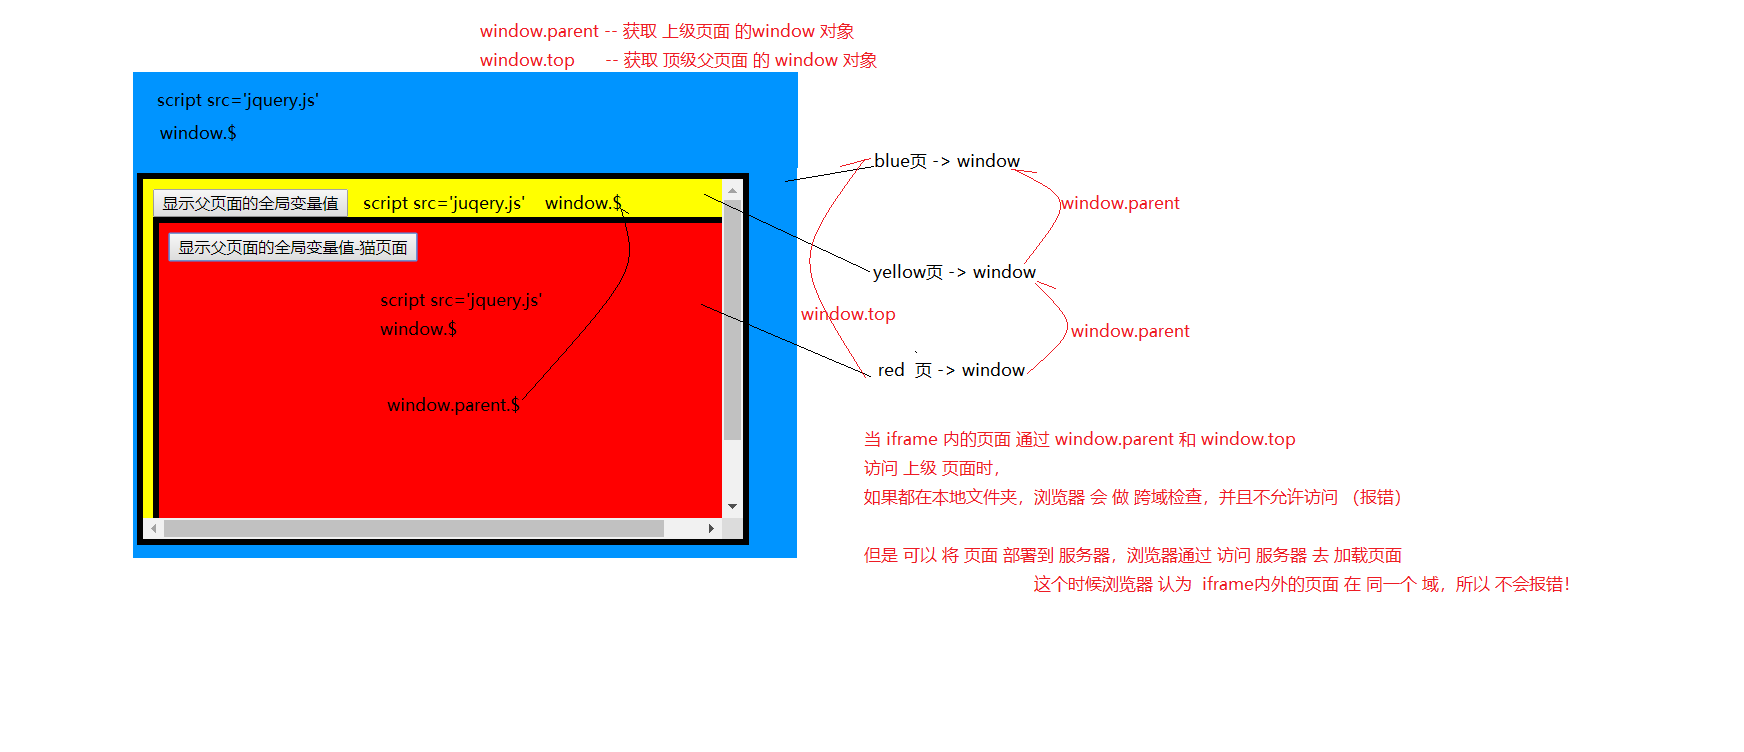 window.parent -- 获取 上级页面 的window 对象
window.top -- 获取 顶级父页面 的 window 对象
script src='jquery.js'
window.$
显示父页面的全局变量值 script src='juqery.js' window.$
显示父页面的全局变量值-猫页面
script src='jquery.js'
window.$
window.parent.$
blue页 -> window
window.parent
yellow页 -> window
window.top
window.parent
red 页 -> window
当 iframe 内的页面 通过 window.parent 和 window.top
访问 上级 页面时，
如果都在本地文件夹，浏览器 会 做 跨域检查，并且不允许访问 （报错）
但是 可以 将 页面 部署到 服务器，浏览器通过 访问 服务器 去 加载页面
这个时候浏览器 认为 iframe内外的页面 在 同一个 域，所以 不会报错！